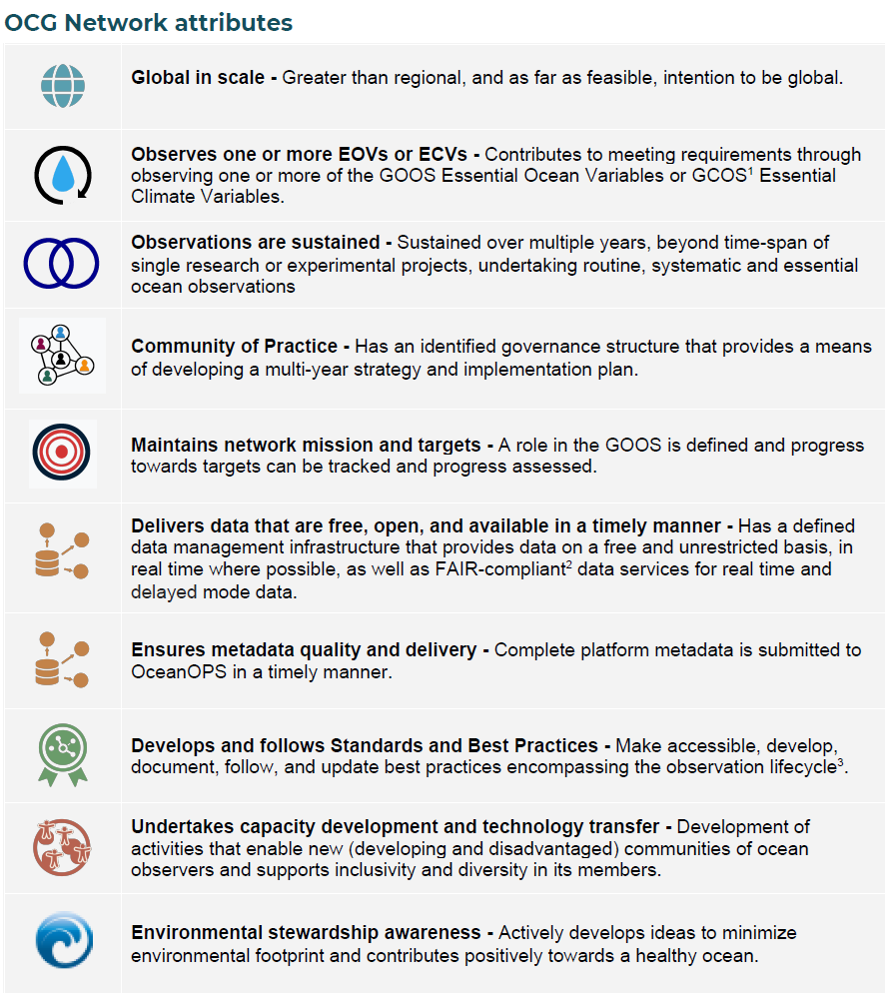 OCG Network attributes
Global in scale - Greater than regional, and as far as feasible, intention to be global.
Observes one or more EOVs or ECVs - Contributes to meeting requirements through
observing one or more of the GOOS Essential Ocean Variables or GCOS¹ Essential
Climate Variables.
Observations are sustained - Sustained over multiple years, beyond time-span of
single research or experimental projects, undertaking routine, systematic and essential
ocean observations
Community of Practice - Has an identified governance structure that provides a means
of developing a multi-year strategy and implementation plan.
Maintains network mission and targets - A role in the GOOS is defined and progress
towards targets can be tracked and progress assessed.
Delivers data that are free, open, and available in a timely manner - Has a defined
data management infrastructure that provides data on a free and unrestricted basis, in
real time where possible, as well as FAIR-compliant² data services for real time and
delayed mode data.
Ensures metadata quality and delivery - Complete platform metadata is submitted to
OceanOPS in a timely manner.
Develops and follows Standards and Best Practices - Make accessible, develop,
document, follow, and update best practices encompassing the observation lifecycle³.
Undertakes capacity development and technology transfer - Development of
activities that enable new (developing and disadvantaged) communities of ocean
observers and supports inclusivity and diversity in its members.
Environmental stewardship awareness - Actively develops ideas to minimize
environmental footprint and contributes positively towards a healthy ocean.